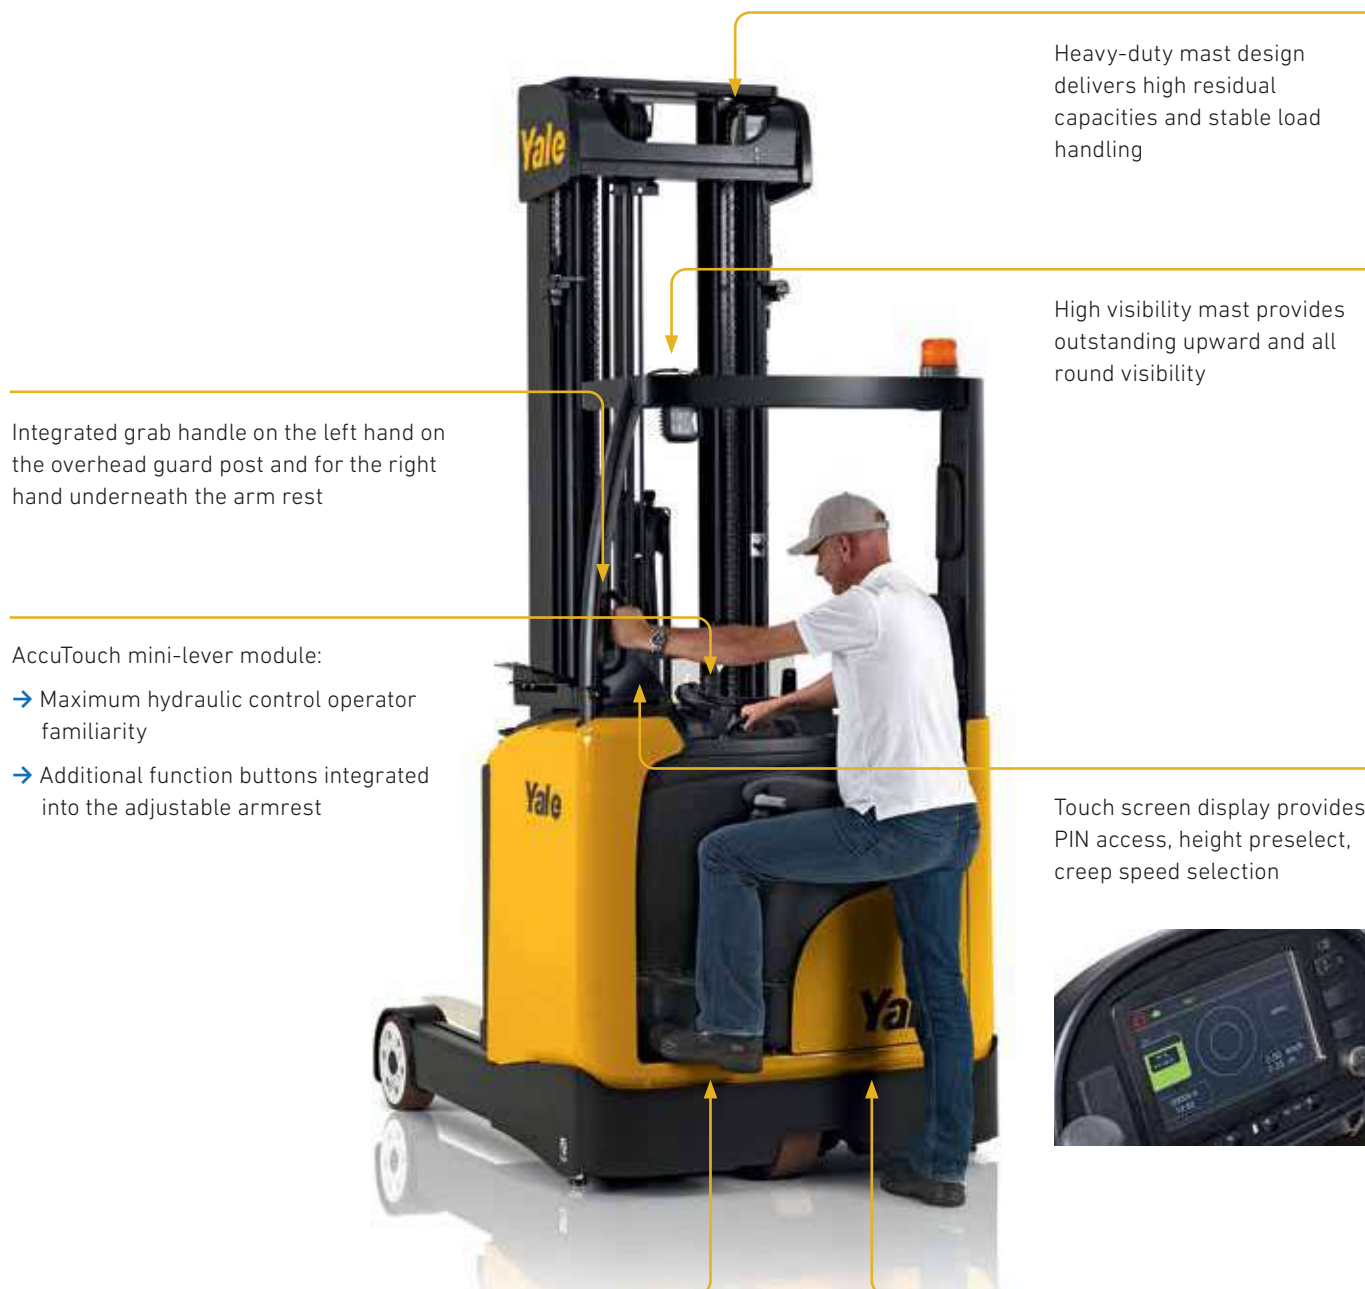 Heavy-duty mast design
delivers high residual
capacities and stable load
handling
Yale
High visibility mast provides
outstanding upward and all
round visibility
Integrated grab handle on the left hand on
the overhead guard post and for the right
hand underneath the arm rest
AccuTouch mini-lever module:
→ Maximum hydraulic control operator
familiarity
→ Additional function buttons integrated
into the adjustable armrest
Yale
Touch screen display provides
PIN access, height preselect,
creep speed selection
Ya